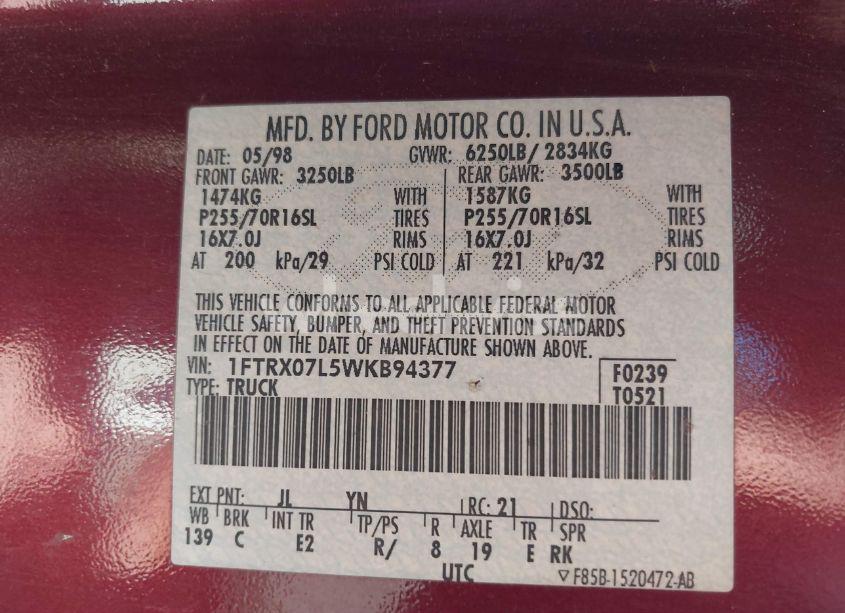 MFD. BY FORD MOTOR CO. IN U.S.A.
DATE: 05/98 GVWR: 6250LB/ 2834KG
FRONT GAWR: 3250LB REAR GAWR: 3500LB
1474KG WITH 1587KG WITH
P255/70R16SL TIRES P255/70R16SL TIRES
16X7.0J RIMS 16X7.0J RIMS
AT 200 kPa/29 PSI COLD AT 221 kPa/32 PSI COLD
THIS VEHICLE CONFORMS TO ALL APPLICABLE FEDERAL MOTOR
VEHICLE SAFETY, BUMPER, AND THEFT PREVENTION STANDARDS
IN EFFECT ON THE DATE OF MANUFACTURE SHOWN ABOVE.
VIN: 1FTRX07L5WKB94377 F0239
TYPE: TRUCK T0521
EXT PNT: JL YN RC: 21 DSO:
WB BRK INT TR TP/PS R AXLE TR SPR
139 C E2 R/ 8 19 E RK
UTC ▽F85B-1520472-AB